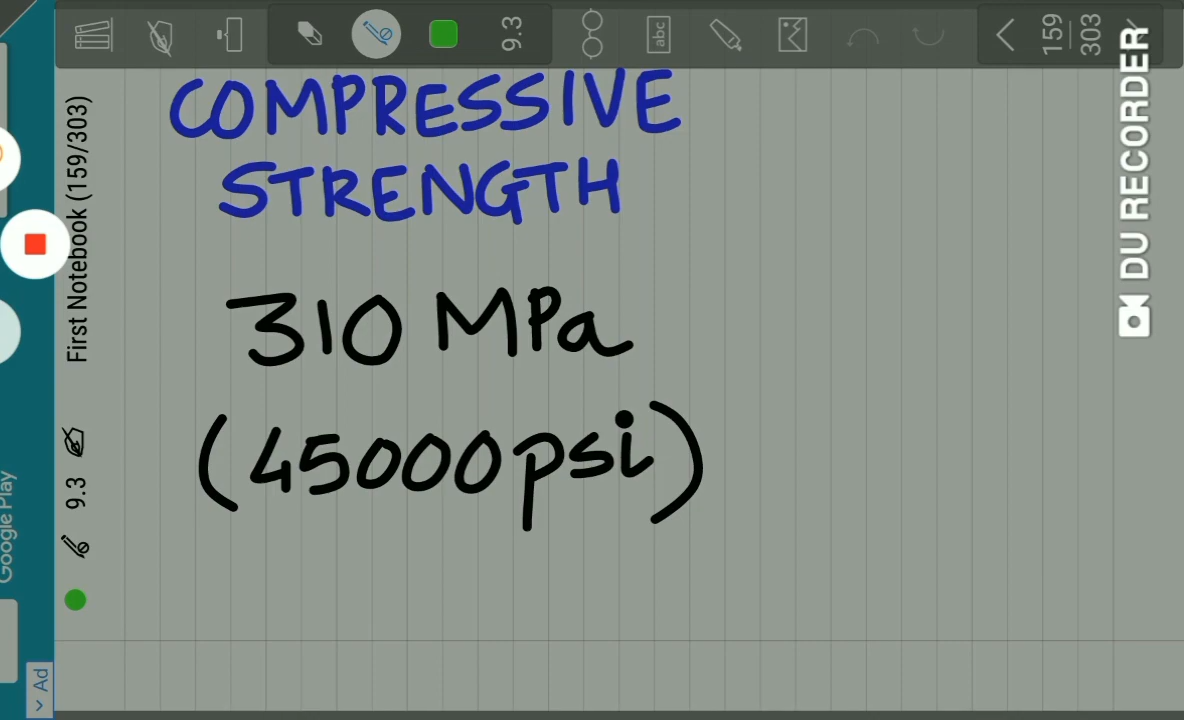 COMPRESSIVE
STRENGTH
310 MPa
(45000psi)
First Notebook (159/303)
9.3
9.3
abc
159
303
DU RECORDER
Google Play
Ad